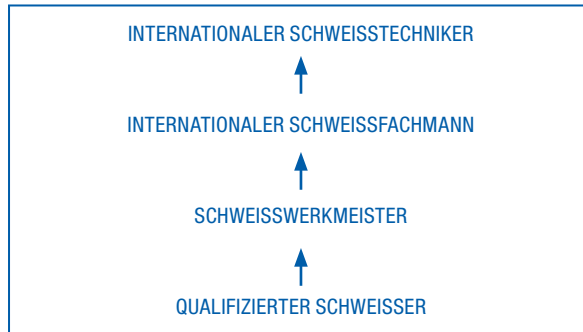 INTERNATIONALER SCHWEISSTECHNIKER
INTERNATIONALER SCHWEISSFACHMANN
SCHWEISSWERKMEISTER
QUALIFIZIERTER SCHWEISSER